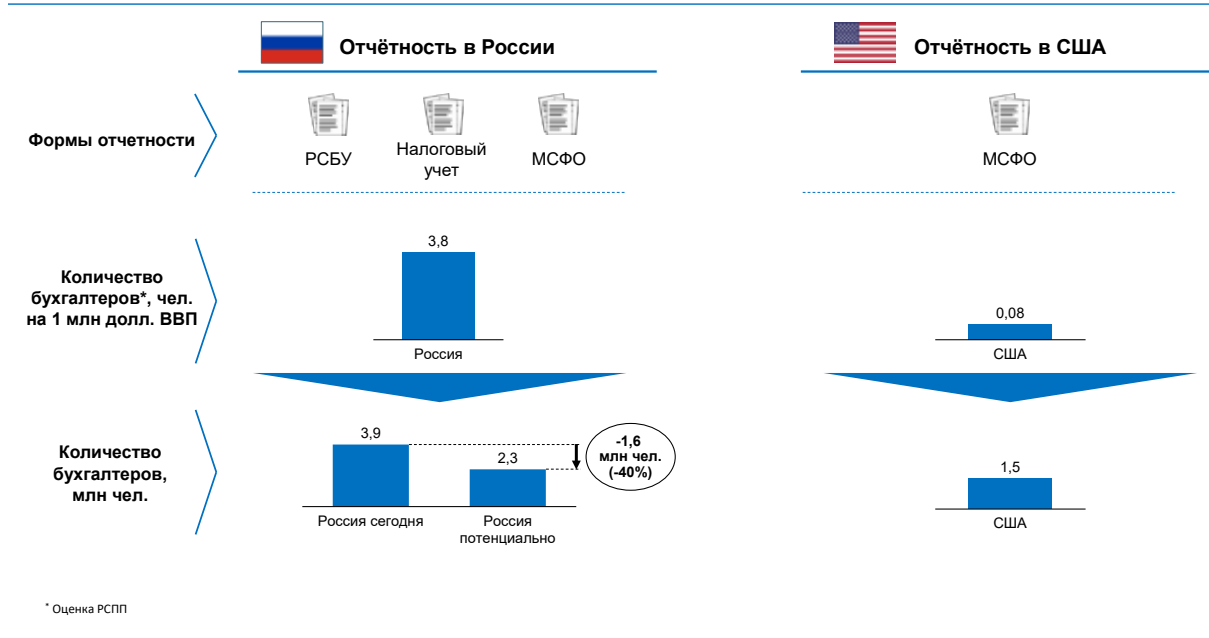 Отчётность в России
Отчётность в США
Формы отчетности
РСБУ
Налоговый
учет
МСФО
МСФО
Количество
бухгалтеров*, чел.
на 1 млн долл. ВВП
3,8
Россия
0,08
США
Количество
бухгалтеров,
млн чел.
3,9
Россия сегодня
2,3
Россия
потенциально
-1,6
млн чел.
(-40%)
1,5
США
* Оценка РСПП